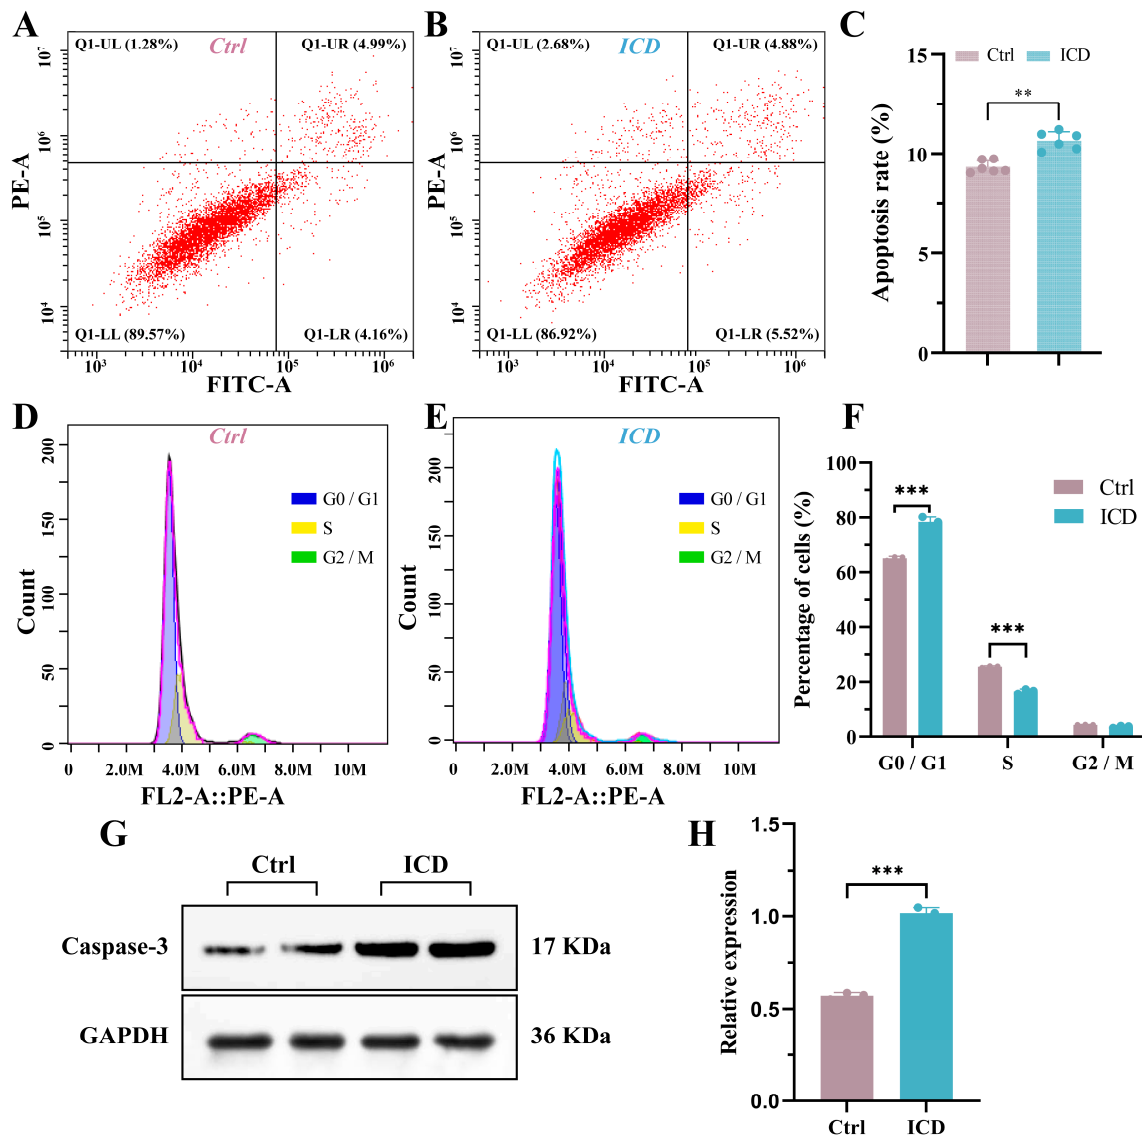 A
Q1-UL (1.28%)
Ctrl
Q1-UR (4.99%)
10⁷
10⁶
10⁵
10⁴
PE-A
Q1-LL (89.57%)
Q1-LR (4.16%)
10³ 10⁴ 10⁵ 10⁶
FITC-A
B
Q1-UL (2.68%)
ICD
Q1-UR (4.88%)
10⁷
10⁶
10⁵
10⁴
PE-A
Q1-LL (86.92%)
Q1-LR (5.52%)
10³ 10⁴ 10⁵ 10⁶
FITC-A
C
Ctrl ICD
**
15
10
5
0
Apoptosis rate (%)
D
Ctrl
200
150
100
50
0
Count
G0 / G1
S
G2 / M
0 2.0M 4.0M 6.0M 8.0M 10M
FL2-A::PE-A
E
ICD
200
150
100
50
0
Count
G0 / G1
S
G2 / M
0 2.0M 4.0M 6.0M 8.0M 10M
FL2-A::PE-A
F
100
80
60
40
20
0
Percentage of cells (%)
***
***
Ctrl
ICD
G0 / G1 S G2 / M
G
Ctrl ICD
Caspase-3 17 KDa
GAPDH 36 KDa
H
1.5
1.0
0.5
0.0
Relative expression
***
Ctrl ICD